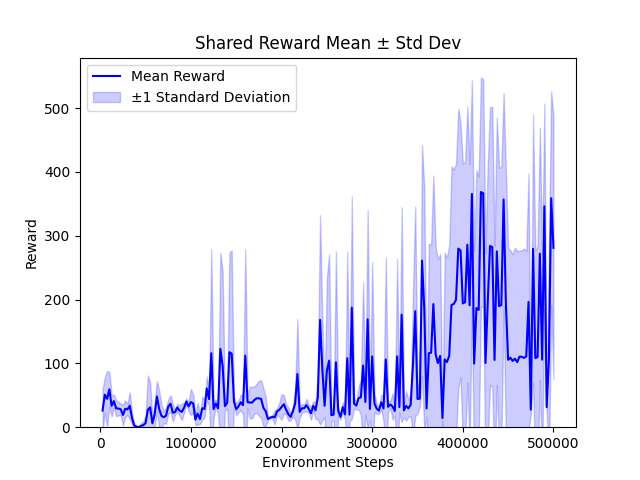 Shared Reward Mean ± Std Dev
Mean Reward
±1 Standard Deviation
500
400
300
200
100
0
Reward
0 100000 200000 300000 400000 500000
Environment Steps